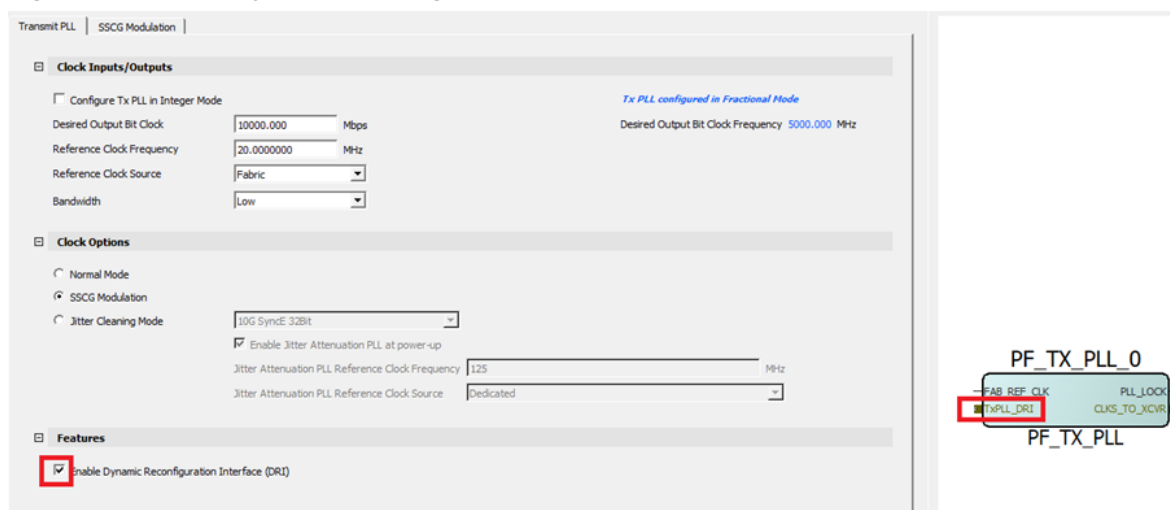 Transmit PLL SSCG Modulation
Clock Inputs/Outputs
Configure Tx PLL in Integer Mode
Tx PLL configured in Fractional Mode
Desired Output Bit Clock 10000.000 Mbps
Desired Output Bit Clock Frequency 5000.000 MHz
Reference Clock Frequency 20.0000000 MHz
Reference Clock Source Fabric
Bandwidth Low
Clock Options
Normal Mode
SSCG Modulation
Jitter Cleaning Mode 10G SyncE 32Bit
Enable Jitter Attenuation PLL at power-up
Jitter Attenuation PLL Reference Clock Frequency 125 MHz
Jitter Attenuation PLL Reference Clock Source Dedicated
Features
Enable Dynamic Reconfiguration Interface (DRI)
PF_TX_PLL_0
FAB_REF_CLK PLL_LOCK
TxPLL_DRI CLKS_TO_XCVR
PF_TX_PLL